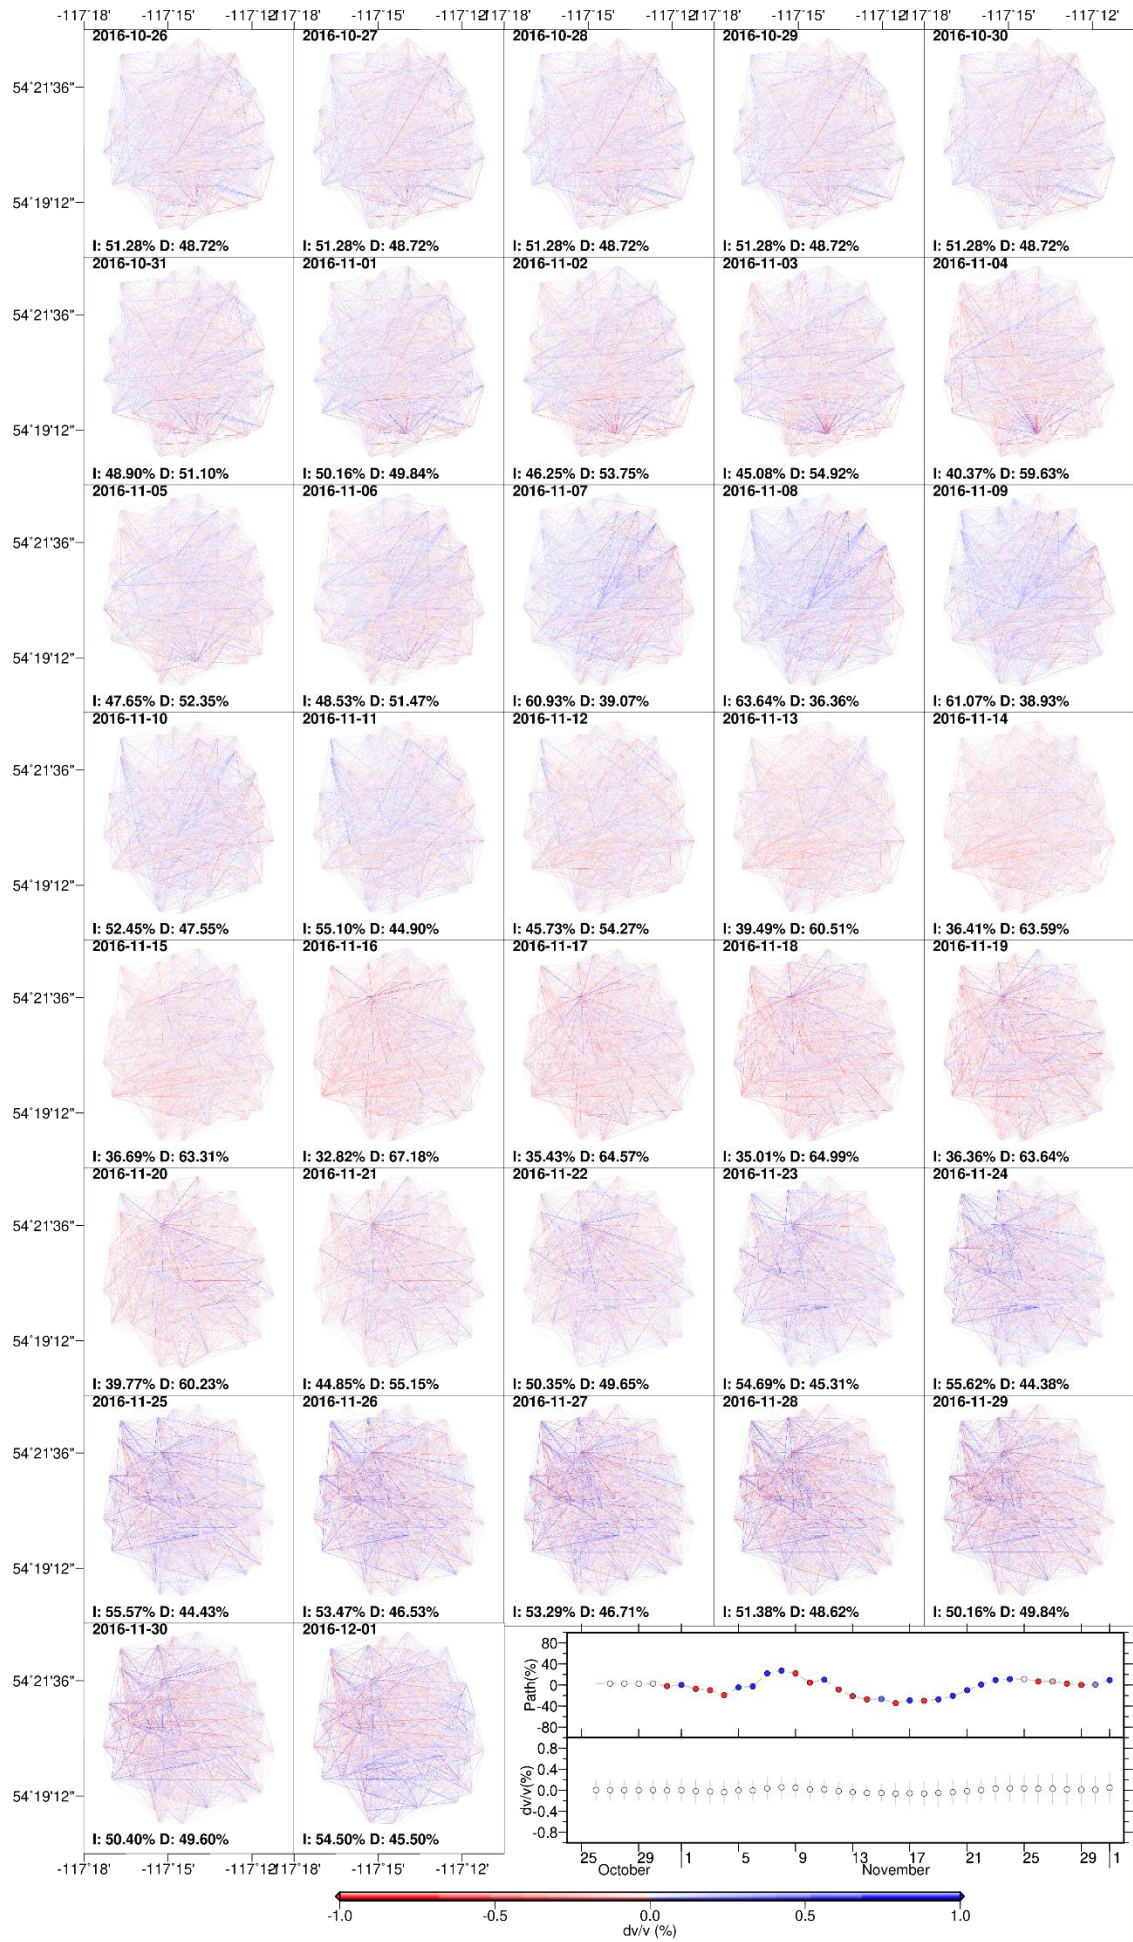 -117°18' -117°15' -117°12' -117°18' -117°15' -117°12' -117°18' -117°15' -117°12' -117°18' -117°15' -117°12' -117°18' -117°15' -117°12'
2016-10-26 2016-10-27 2016-10-28 2016-10-29 2016-10-30
54°21'36"
54°19'12"
I: 51.28% D: 48.72% I: 51.28% D: 48.72% I: 51.28% D: 48.72% I: 51.28% D: 48.72% I: 51.28% D: 48.72%
2016-10-31 2016-11-01 2016-11-02 2016-11-03 2016-11-04
54°21'36"
54°19'12"
I: 48.90% D: 51.10% I: 50.16% D: 49.84% I: 46.25% D: 53.75% I: 45.08% D: 54.92% I: 40.37% D: 59.63%
2016-11-05 2016-11-06 2016-11-07 2016-11-08 2016-11-09
54°21'36"
54°19'12"
I: 47.65% D: 52.35% I: 48.53% D: 51.47% I: 60.93% D: 39.07% I: 63.64% D: 36.36% I: 61.07% D: 38.93%
2016-11-10 2016-11-11 2016-11-12 2016-11-13 2016-11-14
54°21'36"
54°19'12"
I: 52.45% D: 47.55% I: 55.10% D: 44.90% I: 45.73% D: 54.27% I: 39.49% D: 60.51% I: 36.41% D: 63.59%
2016-11-15 2016-11-16 2016-11-17 2016-11-18 2016-11-19
54°21'36"
54°19'12"
I: 36.69% D: 63.31% I: 32.82% D: 67.18% I: 35.43% D: 64.57% I: 35.01% D: 64.99% I: 36.36% D: 63.64%
2016-11-20 2016-11-21 2016-11-22 2016-11-23 2016-11-24
54°21'36"
54°19'12"
I: 39.77% D: 60.23% I: 44.85% D: 55.15% I: 50.35% D: 49.65% I: 54.69% D: 45.31% I: 55.62% D: 44.38%
2016-11-25 2016-11-26 2016-11-27 2016-11-28 2016-11-29
54°21'36"
54°19'12"
I: 55.57% D: 44.43% I: 53.47% D: 46.53% I: 53.29% D: 46.71% I: 51.38% D: 48.62% I: 50.16% D: 49.84%
2016-11-30 2016-12-01
54°21'36"
54°19'12"
I: 50.40% D: 49.60% I: 54.50% D: 45.50%
-117°18' -117°15' -117°12' -117°18' -117°15' -117°12'
80
40
0
-40
-80
Path(%)
0.8
0.4
0.0
-0.4
-0.8
dv/v(%)
25 29 1 5 9 13 17 21 25 29 1
October November
-1.0 -0.5 0.0 0.5 1.0
dv/v (%)